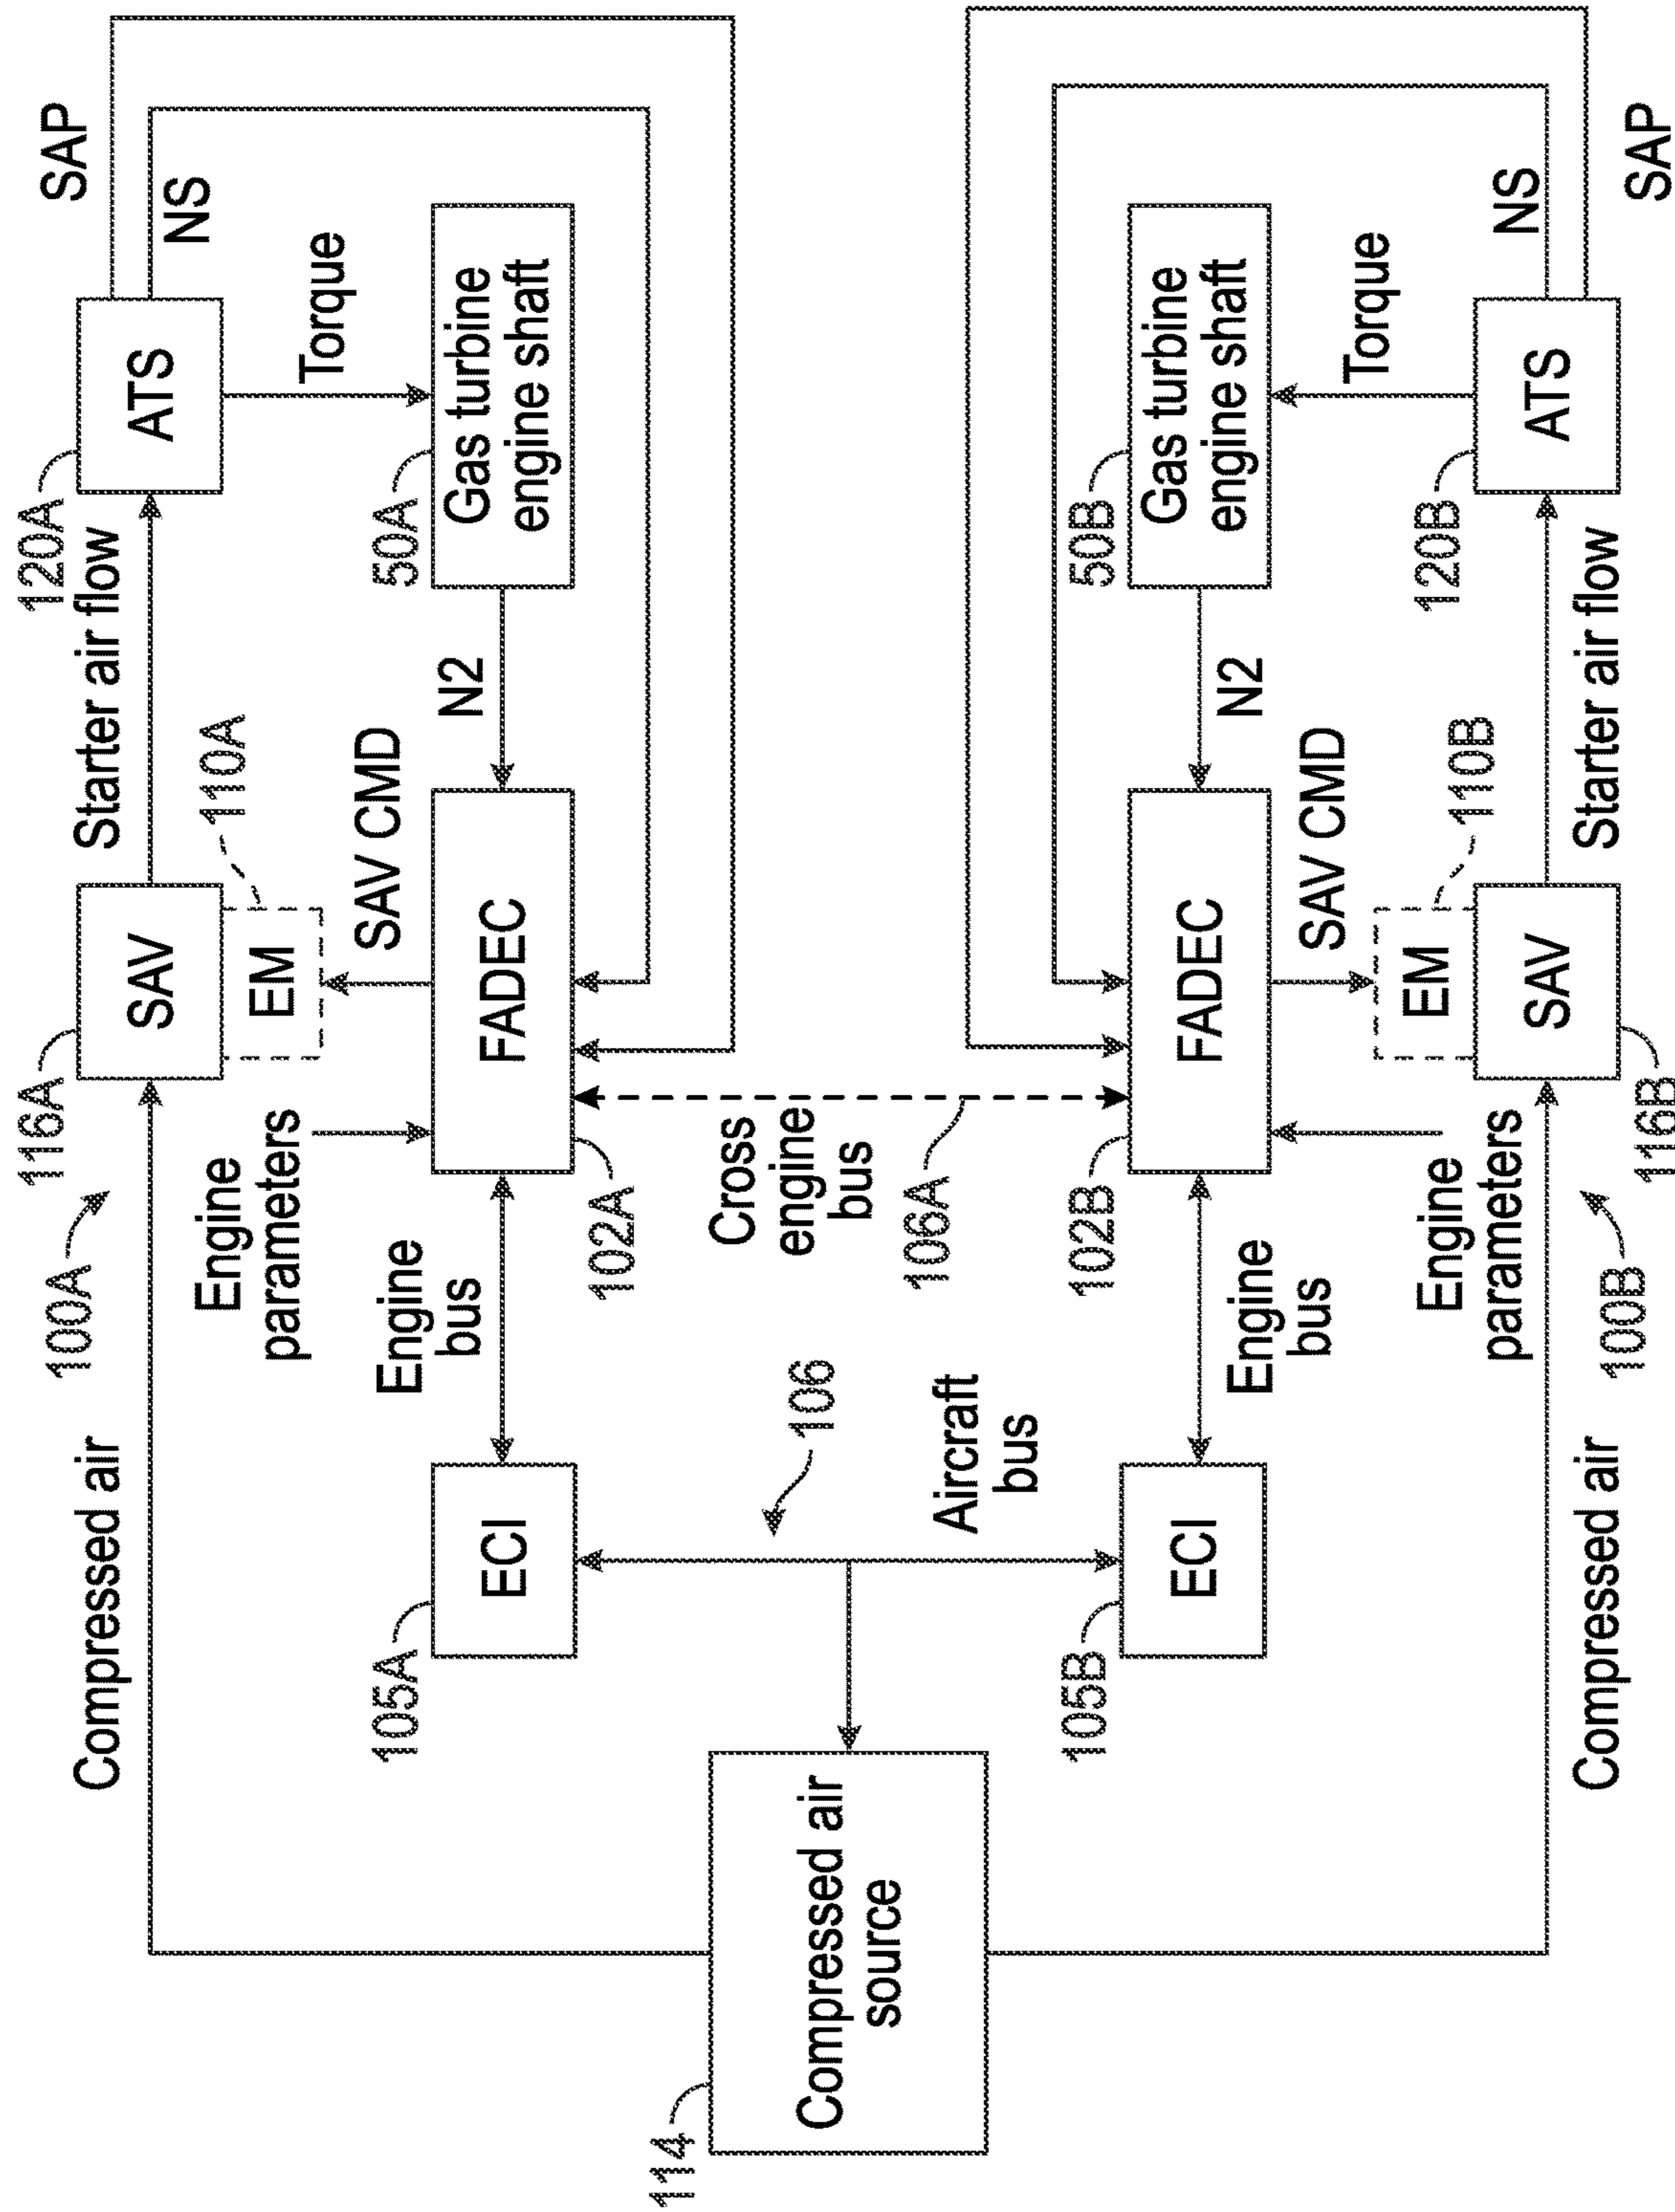 100A
116A
120A
Compressed air
SAV
Starter air flow
ATS
SAP
NS
110A
EM
Torque
Engine
parameters
SAV CMD
105A
ECI
Engine
bus
FADEC
N2
50A
Gas turbine
engine shaft
102A
114
Compressed air
source
106
Aircraft
bus
Cross
engine
bus
106A
105B
ECI
Engine
bus
102B
FADEC
N2
50B
Gas turbine
engine shaft
Engine
parameters
SAV CMD
110B
EM
Torque
NS
120B
SAV
ATS
Compressed air
Starter air flow
SAP
100B
116B